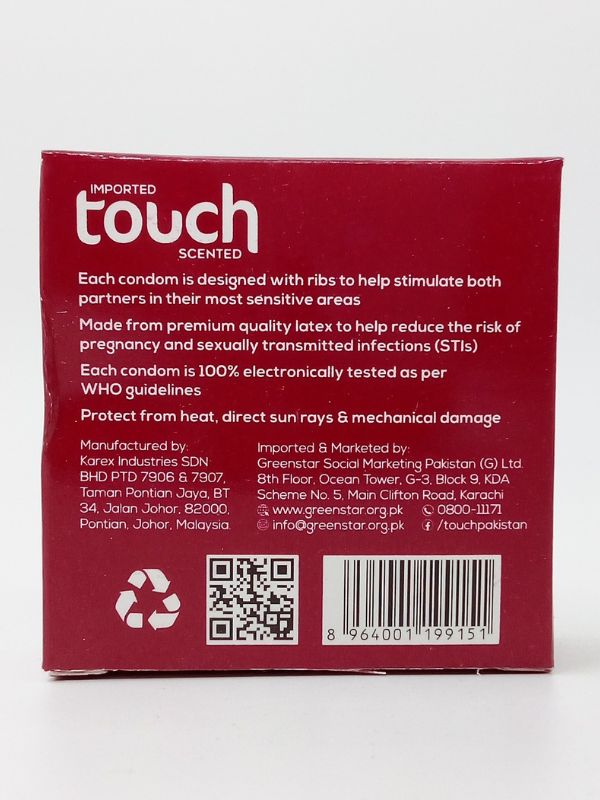 IMPORTED
touch
SCENTED
Each condom is designed with ribs to help stimulate both
partners in their most sensitive areas
Made from premium quality latex to help reduce the risk of
pregnancy and sexually transmitted infections (STIs)
Each condom is 100% electronically tested as per
WHO guidelines
Protect from heat, direct sun rays & mechanical damage
Manufactured by:
Karex Industries SDN
BHD PTD 7906 & 7907,
Taman Pontian Jaya, BT
34, Jalan Johor, 82000,
Pontian, Johor, Malaysia.
Imported & Marketed by:
Greenstar Social Marketing Pakistan (G) Ltd.
8th Floor, Ocean Tower, G-3, Block 9, KDA
Scheme No. 5, Main Clifton Road, Karachi
www.greenstar.org.pk 0800-11171
info@greenstar.org.pk /touchpakistan
8 964001 199151